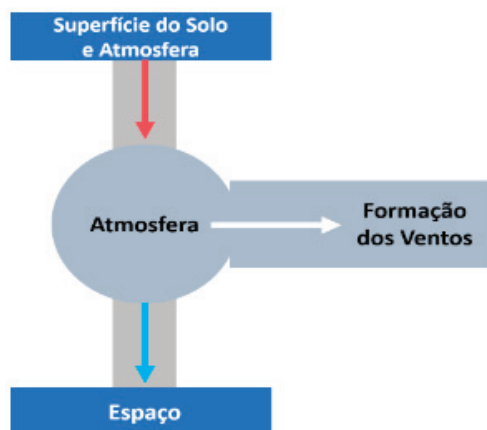 Superfície do Solo
e Atmosfera
Atmosfera
Formação
dos Ventos
Espaço